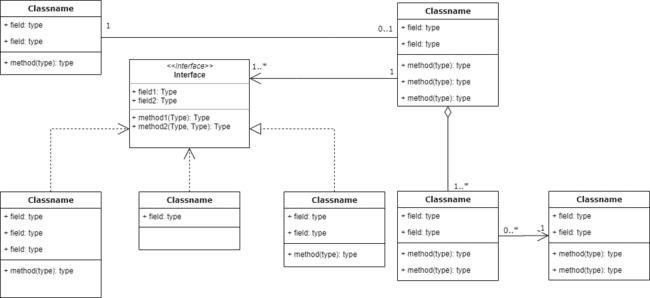 Classname
+ field: type
+ field: type
+ method(type): type
1
0..1
Classname
+ field: type
+ field: type
+ method(type): type
+ method(type): type
+ method(type): type
<<interface>>
Interface
+ field1: Type
+ field2: Type
+ method1(Type): Type
+ method2(Type, Type): Type
1..*
1
Classname
+ field: type
+ field: type
+ field: type
+ method(type): type
Classname
+ field: type
Classname
+ field: type
+ field: type
+ method(type): type
1..*
Classname
+ field: type
+ field: type
+ method(type): type
+ method(type): type
0..*
1
Classname
+ field: type
+ field: type
+ method(type): type
+ method(type): type